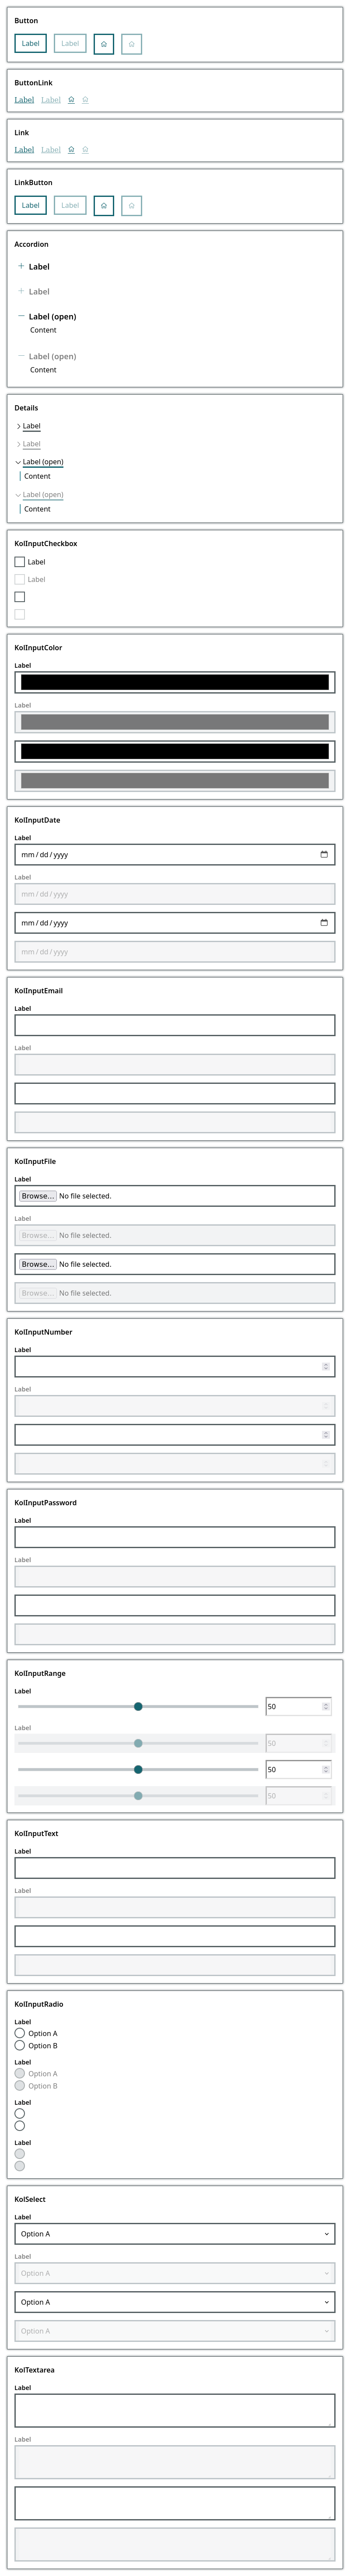 Button
Label Label
ButtonLink
Label Label
Link
Label Label
LinkButton
Label Label
Accordion
Label
Label
Label (open)
Content
Label (open)
Content
Details
Label
Label
Label (open)
Content
Label (open)
Content
KolInputCheckbox
Label
Label
KolInputColor
Label
Label
KolInputDate
Label
mm / dd / yyyy
Label
mm / dd / yyyy
mm / dd / yyyy
mm / dd / yyyy
KolInputEmail
Label
Label
KolInputFile
Label
Browse... No file selected.
Label
Browse... No file selected.
Browse... No file selected.
Browse... No file selected.
KolInputNumber
Label
Label
KolInputPassword
Label
Label
KolInputRange
Label
50
Label
50
50
50
KolInputText
Label
Label
KolInputRadio
Label
Option A
Option B
Label
Option A
Option B
Label
Label
KolSelect
Label
Option A
Label
Option A
Option A
Option A
KolTextarea
Label
Label